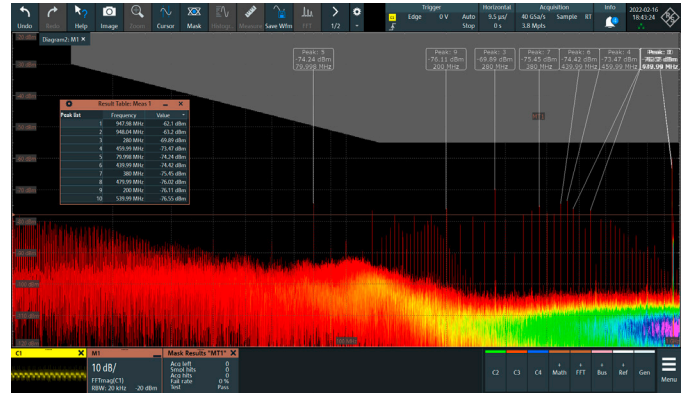 Undo
Redo
Help
Image
Zoom
Cursor
Mask
Measure
Save Wfm
FFT
1/2
Trigger
Edge 0 V Auto
Stop
Horizontal
9.5 µs/
0 s
Acquisition
40 GSa/s Sample RT
3.8 Mpts
Info
2022-02-16
18:43:24
Diagram2: M1 X
Peak: 5
-74.24 dBm
79.998 MHz
Peak: 9
-76.11 dBm
200 MHz
Peak: 3
-69.89 dBm
280 MHz
Peak: 7
-75.45 dBm
380 MHz
Peak: 6
-74.42 dBm
439.99 MHz
Peak: 4
-73.47 dBm
459.99 MHz
MT1
Result Table: Meas 1
Peak list Frequency Value
1 947.98 MHz -62.1 dBm
2 948.04 MHz -63.2 dBm
3 280 MHz -69.89 dBm
4 459.99 MHz -73.47 dBm
5 79.998 MHz -74.24 dBm
6 439.99 MHz -74.42 dBm
7 380 MHz -75.45 dBm
8 479.99 MHz -76.02 dBm
9 200 MHz -76.11 dBm
10 539.99 MHz -76.55 dBm
100 MHz
C1 X
M1
10 dB/
FFTmag(C1)
RBW: 20 kHz -20 dBm
Mask Results "MT1" X
Acq left 0
Smpl hits 0
Acq hits 0
Fail rate 0 %
Test Pass
C2
C3
C4
Math
FFT
Bus
Ref
Gen
Menu